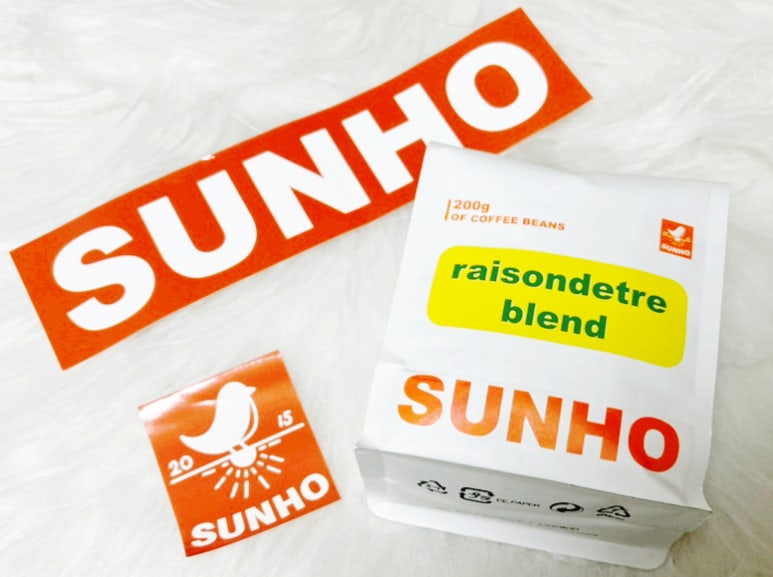 SUNHO
200g
OF COFFEE BEANS
SUNHO
raisondetre
blend
SUNHO
PE.PAPER
20 15
SUNHO